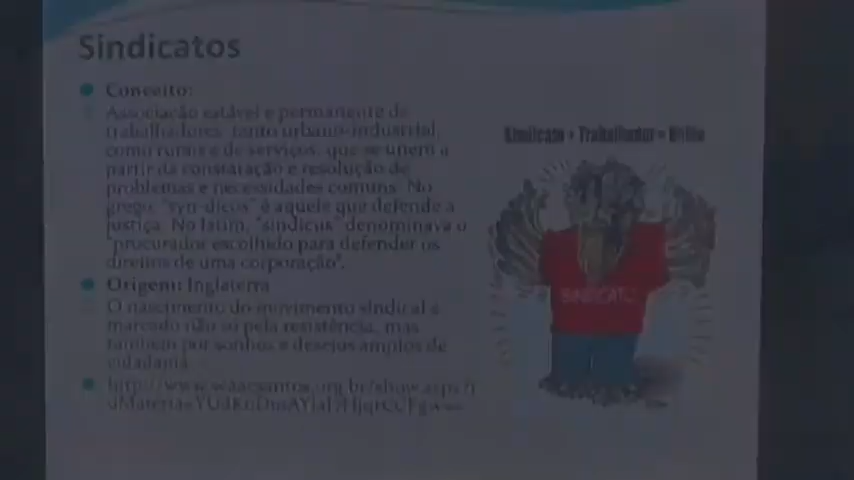 Sindicatos
Conceito:
Associação estável e permanente de
trabalhadores, tanto urbano-industrial,
como rurais e de serviços, que se unem a
partir da constatação e resolução de
problemas e necessidades comuns. No
grego, "syn-dicos" é aquele que defende a
justiça. No latim, "sindicus" denominava o
"procurador escolhido para defender os
direitos de uma corporação".
Origem: Inglaterra
O nascimento do movimento sindical é
marcado não só pela resistência, mas
também por sonhos e desejos amplos de
cidadania.
Sindicato + Trabalhador =
SINDICATO